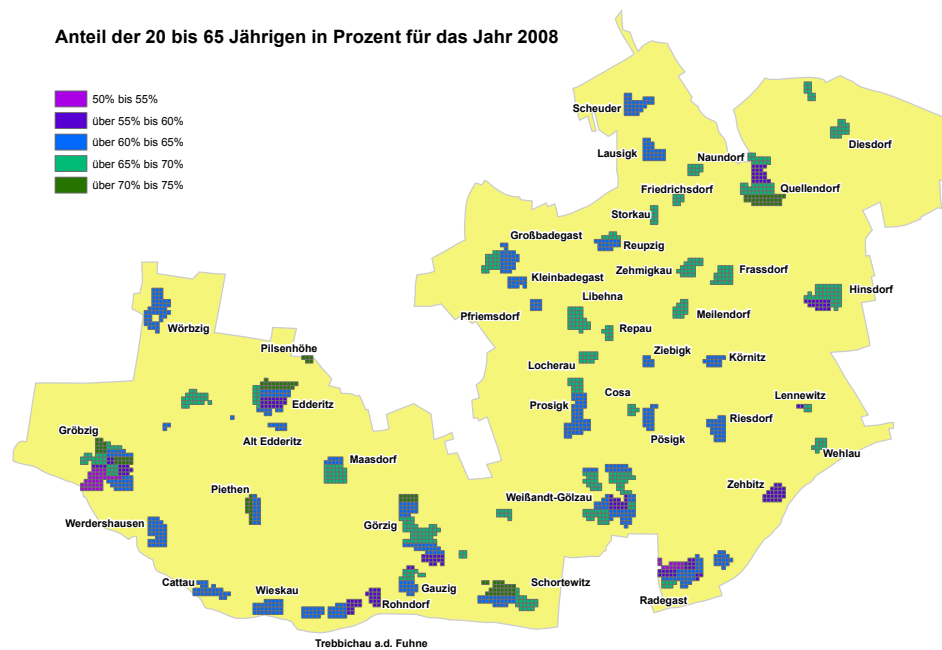 Anteil der 20 bis 65 Jährigen in Prozent für das Jahr 2008
50% bis 55%
über 55% bis 60%
über 60% bis 65%
über 65% bis 70%
über 70% bis 75%
Scheuder
Diesdorf
Lausigk
Naundorf
Friedrichsdorf
Quellendorf
Storkau
Großbadegast
Reupzig
Zehmigkau
Frassdorf
Kleinbadegast
Hinsdorf
Libehna
Pfriemsdorf
Meilendorf
Wörbzig
Repau
Pilsenhöhe
Ziebigk
Locherau
Körnitz
Edderitz
Cosa
Lennewitz
Prosigk
Gröbzig
Alt Edderitz
Pösigk
Riesdorf
Wehlau
Maasdorf
Zehbitz
Piethen
Weißandt-Gölzau
Werdershausen
Görzig
Cattau
Wieskau
Gauzig
Schortewitz
Rohndorf
Radegast
Trebbichau a.d. Fuhne